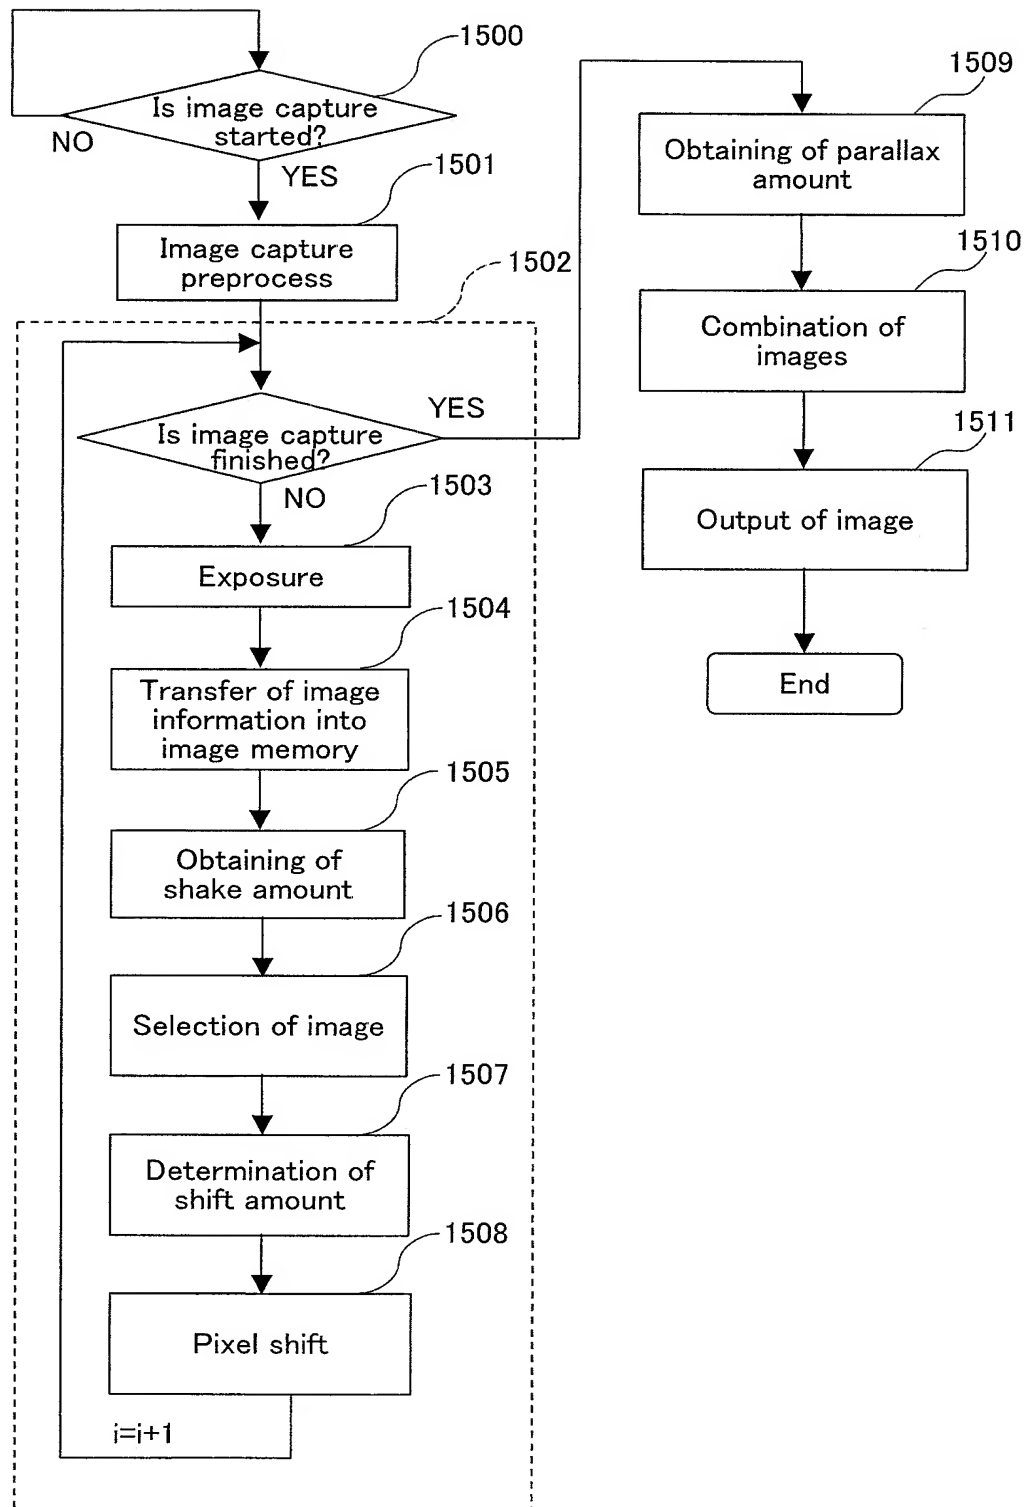 1500
Is image capture
started?
NO
YES
1501
Image capture
preprocess
1502
Is image capture
finished?
YES
NO
1503
Exposure
1504
Transfer of image
information into
image memory
1505
Obtaining of
shake amount
1506
Selection of image
1507
Determination of
shift amount
1508
Pixel shift
i=i+1
1509
Obtaining of parallax
amount
1510
Combination of
images
1511
Output of image
End